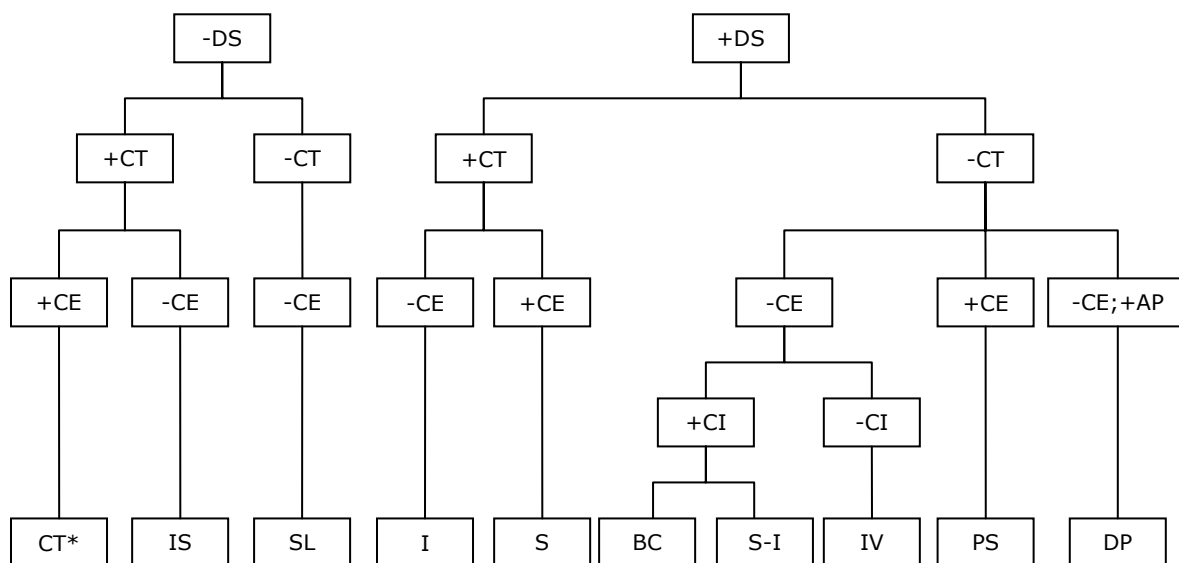 -DS +DS
+CT -CT +CT -CT
+CE -CE -CE -CE +CE -CE +CE -CE;+AP
+CI -CI
CT* IS SL I S BC S-I IV PS DP